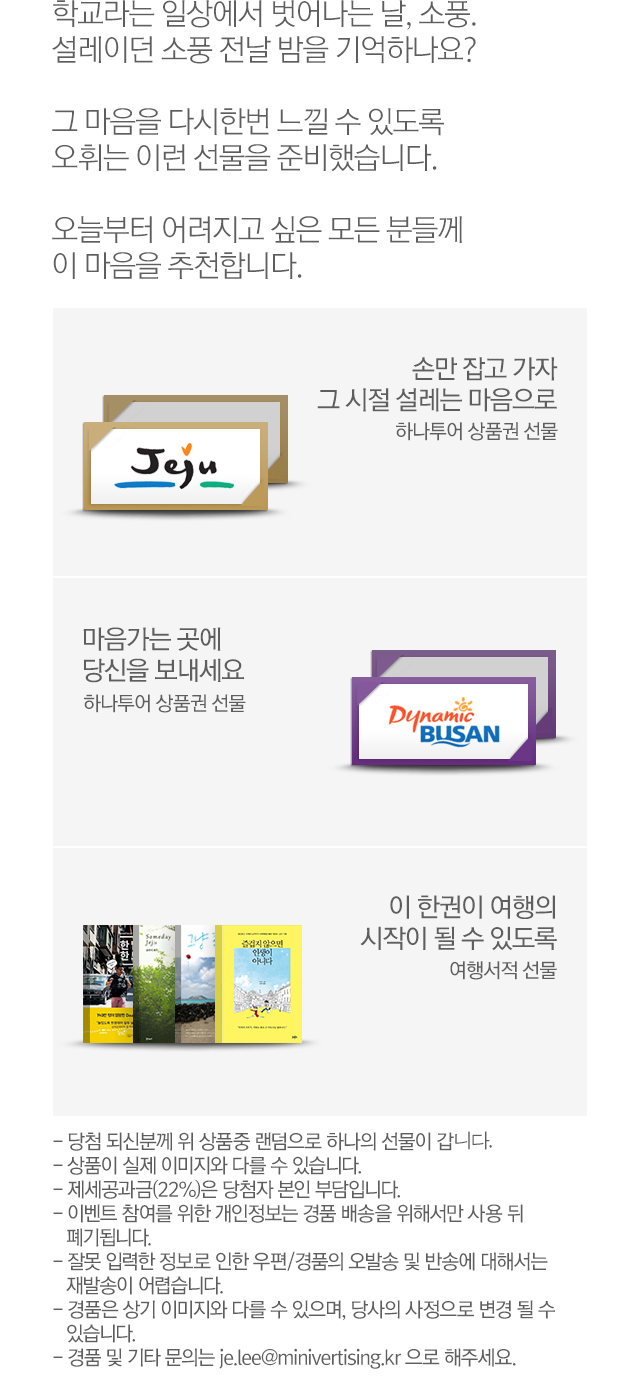 학교라는 일상에서 벗어나는 날, 소풍.
설레이던 소풍 전날 밤을 기억하나요?
그 마음을 다시한번 느낄 수 있도록
오휘는 이런 선물을 준비했습니다.
오늘부터 어려지고 싶은 모든 분들께
이 마음을 추천합니다.
손만 잡고 가자
그 시절 설레는 마음으로
하나투어 상품권 선물
Jeju
마음가는 곳에
당신을 보내세요
하나투어 상품권 선물
Dynamic
BUSAN
이 한권이 여행의
시작이 될 수 있도록
여행서적 선물
Someday
Jeju
그냥
즐겁지 않으면
인생이
아니다
- 당첨 되신분께 위 상품중 랜덤으로 하나의 선물이 갑니다.
- 상품이 실제 이미지와 다를 수 있습니다.
- 제세공과금(22%)은 당첨자 본인 부담입니다.
- 이벤트 참여를 위한 개인정보는 경품 배송을 위해서만 사용 뒤
폐기됩니다.
- 잘못 입력한 정보로 인한 우편/경품의 오발송 및 반송에 대해서는
재발송이 어렵습니다.
- 경품은 상기 이미지와 다를 수 있으며, 당사의 사정으로 변경 될 수
있습니다.
- 경품 및 기타 문의는 je.lee@minivertising.kr 으로 해주세요.